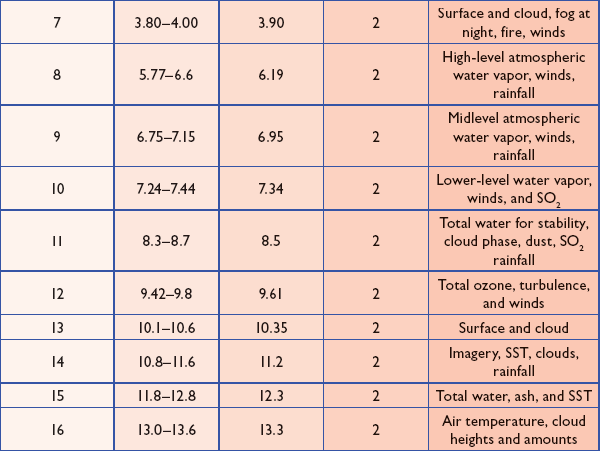 7 3.80–4.00 3.90 2 Surface and cloud, fog at
night, fire, winds
8 5.77–6.6 6.19 2 High-level atmospheric
water vapor, winds,
rainfall
9 6.75–7.15 6.95 2 Midlevel atmospheric
water vapor, winds,
rainfall
10 7.24–7.44 7.34 2 Lower-level water vapor,
winds, and SO₂
11 8.3–8.7 8.5 2 Total water for stability,
cloud phase, dust, SO₂
rainfall
12 9.42–9.8 9.61 2 Total ozone, turbulence,
and winds
13 10.1–10.6 10.35 2 Surface and cloud
14 10.8–11.6 11.2 2 Imagery, SST, clouds,
rainfall
15 11.8–12.8 12.3 2 Total water, ash, and SST
16 13.0–13.6 13.3 2 Air temperature, cloud
heights and amounts